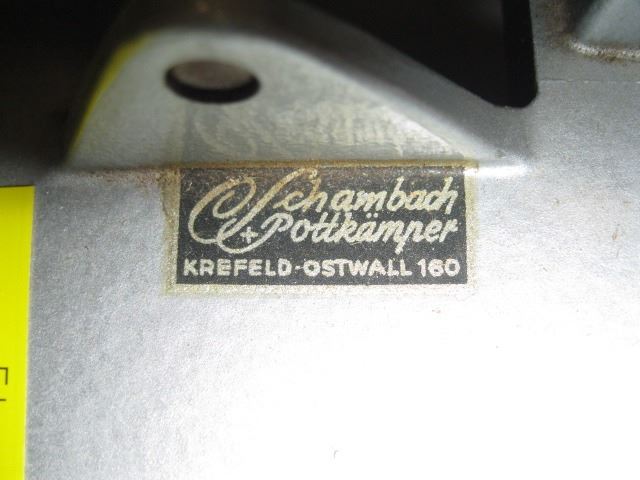 Schambach
+ Pottkämper
KREFELD-OSTWALL 160